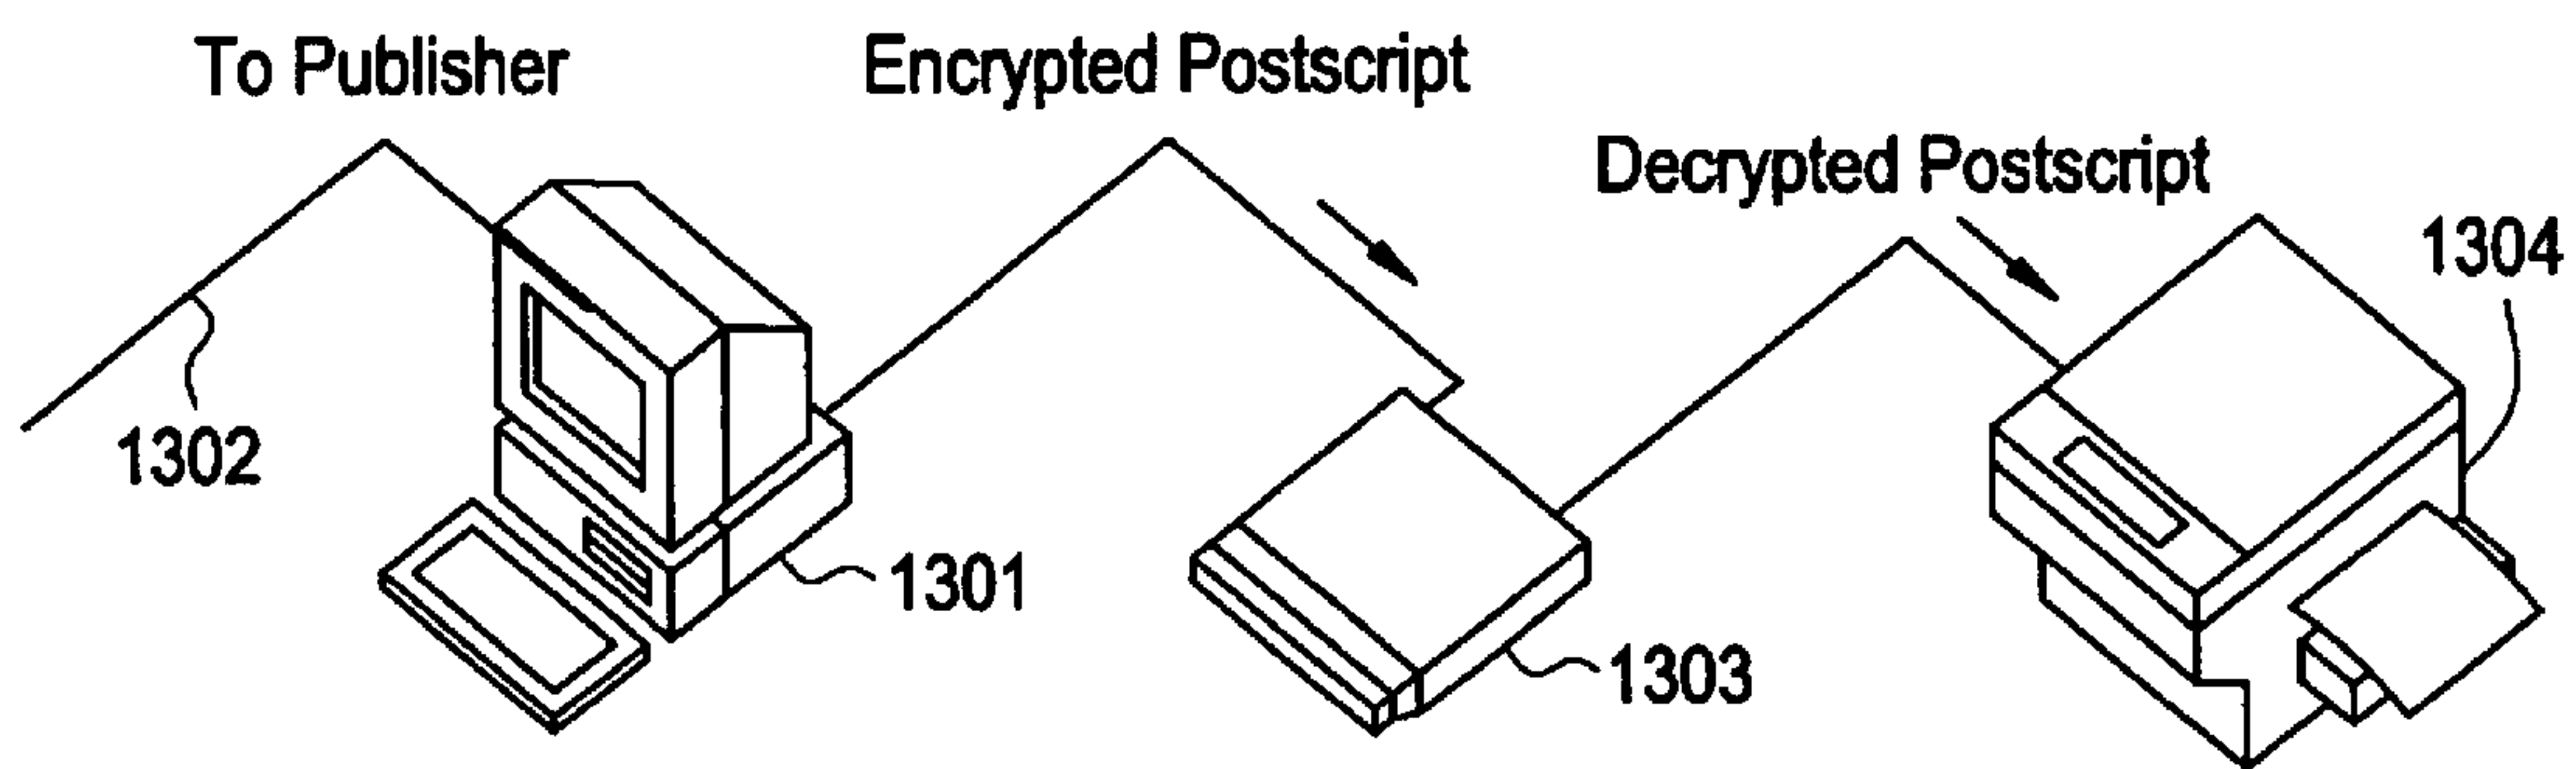 To Publisher
Encrypted Postscript
Decrypted Postscript
1304
1302
1301
1303